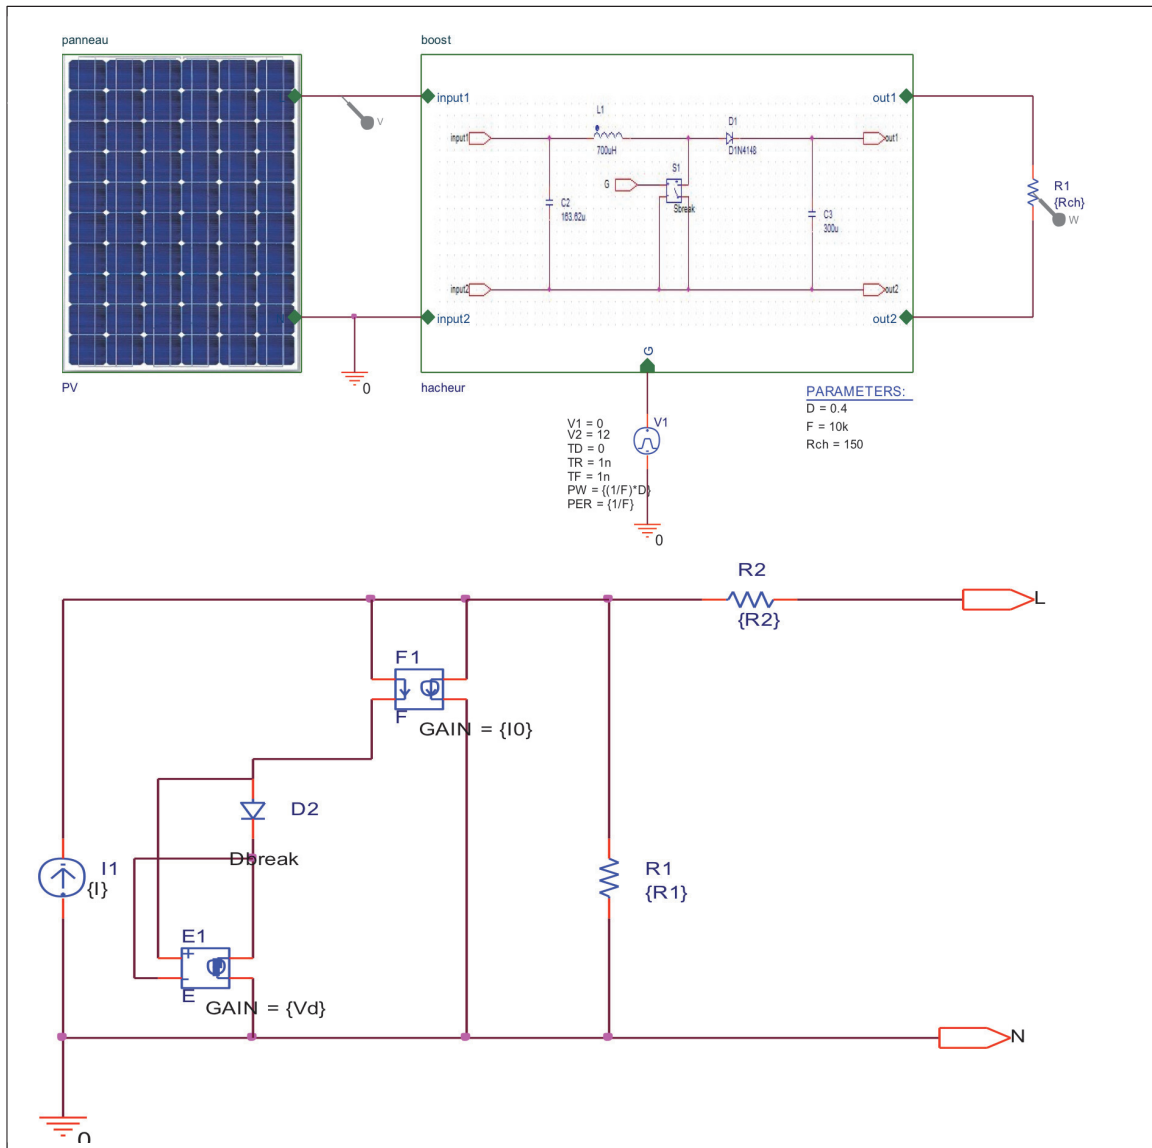 panneau
boost
input1
out1
V
L1
700uH
D1
D1N4148
input1
out1
S1
G
Sbreak
C2
163.62u
C3
300u
R1
{Rch}
W
input2
out2
input2
out2
0
G
PV
hacheur
PARAMETERS:
D = 0.4
F = 10k
Rch = 150
V1
V1 = 0
V2 = 12
TD = 0
TR = 1n
TF = 1n
PW = {(1/F)*D}
PER = {1/F}
0
R2
{R2}
L
F1
F
GAIN = {I0}
D2
Dbreak
I1
{I}
R1
{R1}
E1
E
GAIN = {Vd}
N
0